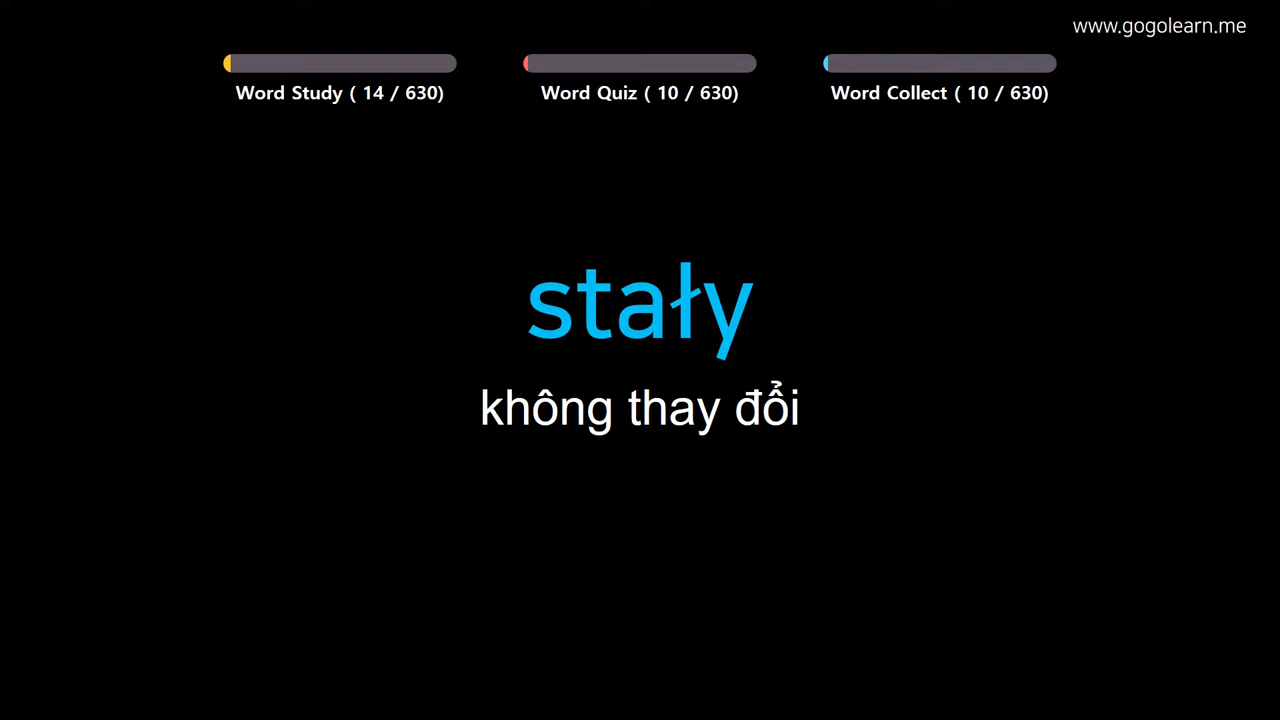 www.gogolearn.me
Word Study ( 14 / 630)
Word Quiz ( 10 / 630)
Word Collect ( 10 / 630)
stały
không thay đổi